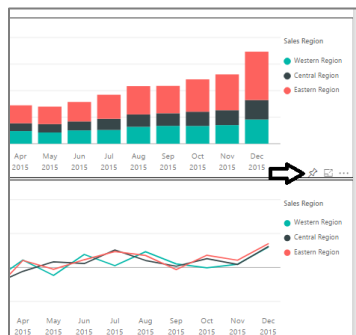 Sales Region
Western Region
Central Region
Eastern Region
Apr May Jun Jul Aug Sep Oct Nov Dec
2015 2015 2015 2015 2015 2015 2015 2015 2015
Sales Region
Western Region
Central Region
Eastern Region
Apr May Jun Jul Aug Sep Oct Nov Dec
2015 2015 2015 2015 2015 2015 2015 2015 2015